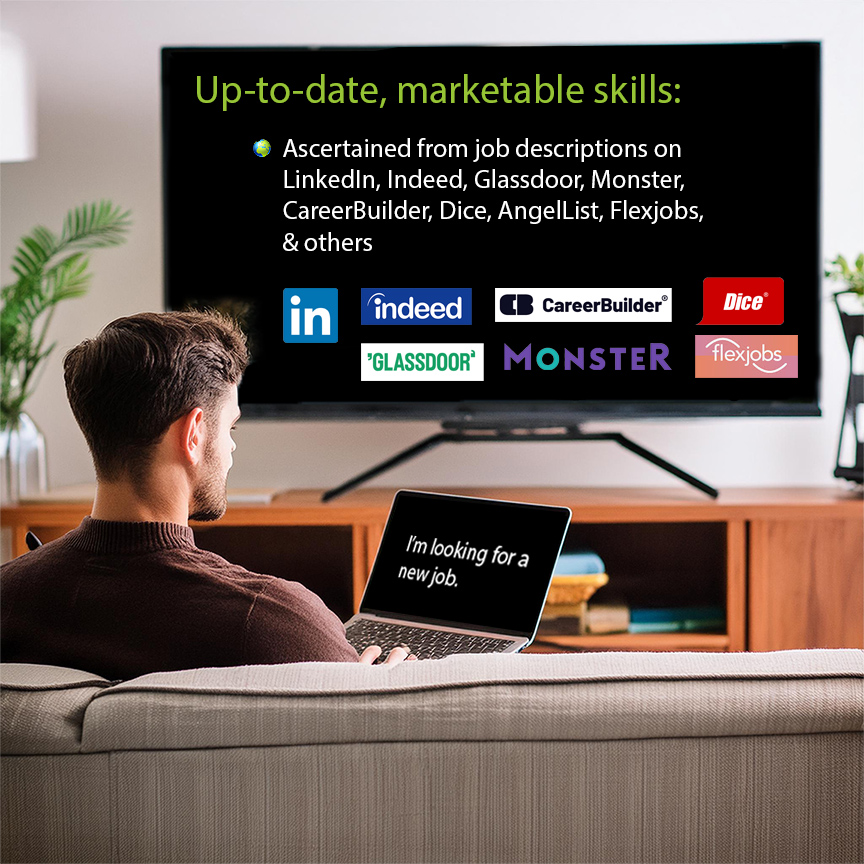 Up-to-date, marketable skills:
Ascertained from job descriptions on
LinkedIn, Indeed, Glassdoor, Monster,
CareerBuilder, Dice, AngelList, Flexjobs,
& others
in
indeed
CB CareerBuilder®
Dice®
GLASSDOOR
MONSTER
flexjobs
I'm looking for a
new job.